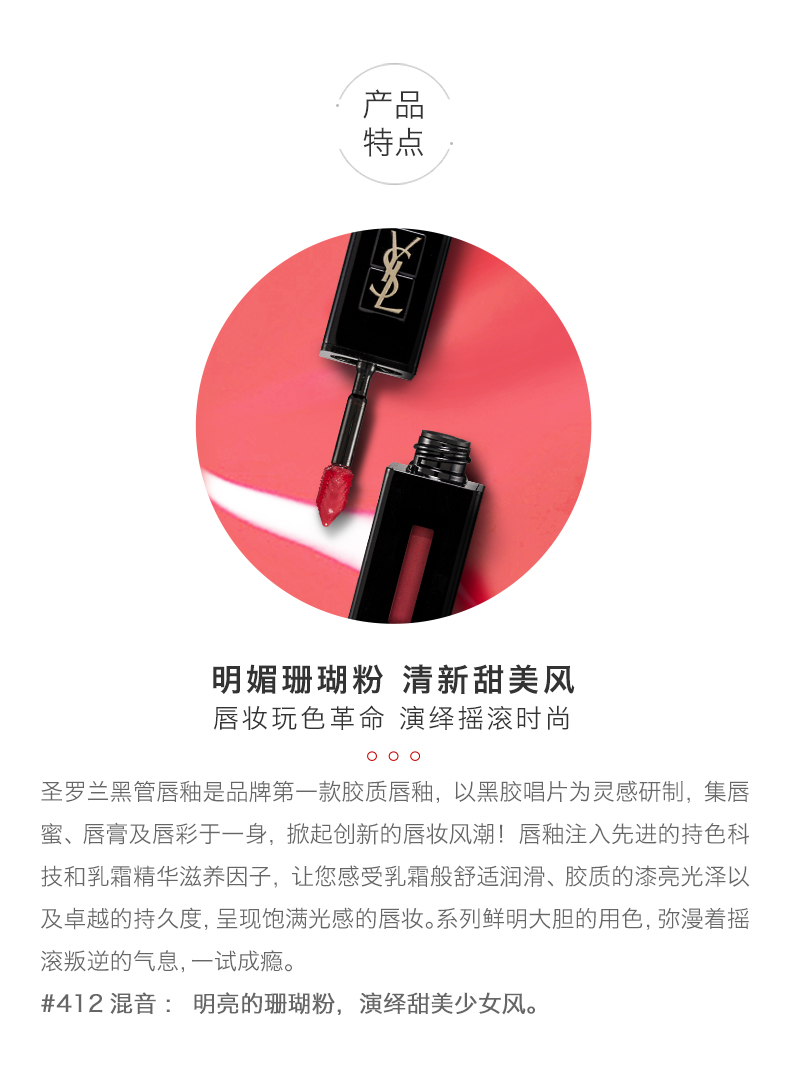 产品
特点
YSL
明媚珊瑚粉 清新甜美风
唇妆玩色革命 演绎摇滚时尚
圣罗兰黑管唇釉是品牌第一款胶质唇釉，以黑胶唱片为灵感研制，集唇
蜜、唇膏及唇彩于一身，掀起创新的唇妆风潮！唇釉注入先进的持色科
技和乳霜精华滋养因子，让您感受乳霜般舒适润滑、胶质的漆亮光泽以
及卓越的持久度，呈现饱满光感的唇妆。系列鲜明大胆的用色，弥漫着摇
滚叛逆的气息，一试成瘾。
#412 混音： 明亮的珊瑚粉，演绎甜美少女风。